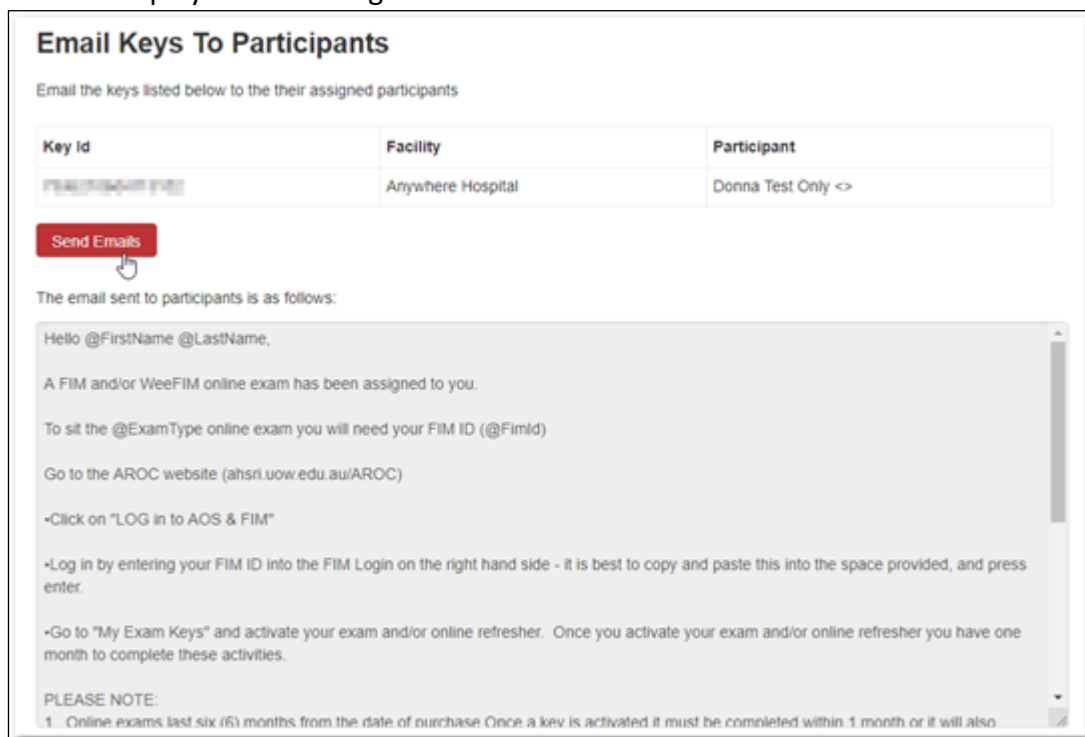 Email Keys To Participants
Email the keys listed below to the their assigned participants
Key Id Facility Participant
Anywhere Hospital Donna Test Only <>
Send Emails
The email sent to participants is as follows:
Hello @FirstName @LastName,
A FIM and/or WeeFIM online exam has been assigned to you.
To sit the @ExamType online exam you will need your FIM ID (@FimId)
Go to the AROC website (ahsri.uow.edu.au/AROC)
•Click on "LOG in to AOS & FIM"
•Log in by entering your FIM ID into the FIM Login on the right hand side - it is best to copy and paste this into the space provided, and press
enter.
•Go to "My Exam Keys" and activate your exam and/or online refresher. Once you activate your exam and/or online refresher you have one
month to complete these activities.
PLEASE NOTE:
1. Online exams last six (6) months from the date of purchase Once a key is activated it must be completed within 1 month or it will also